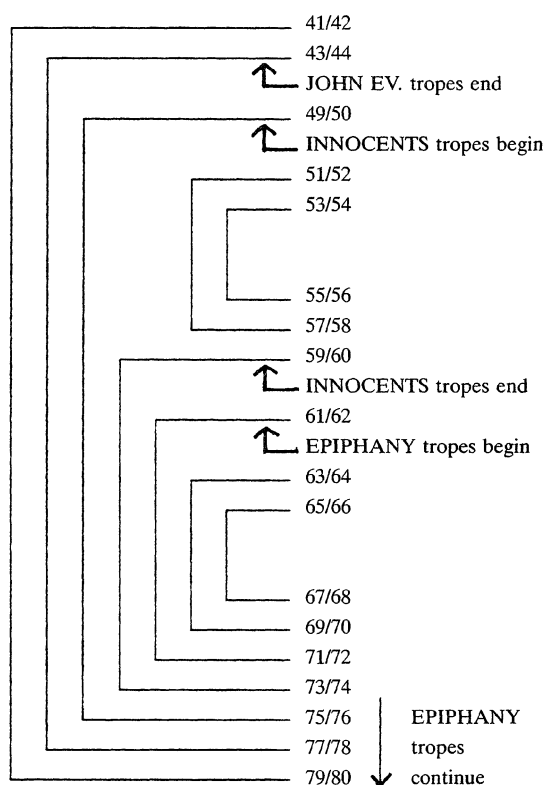 41/42
43/44
JOHN EV. tropes end
49/50
INNOCENTS tropes begin
51/52
53/54
55/56
57/58
59/60
INNOCENTS tropes end
61/62
EPIPHANY tropes begin
63/64
65/66
67/68
69/70
71/72
73/74
75/76 EPIPHANY
77/78 tropes
79/80 continue